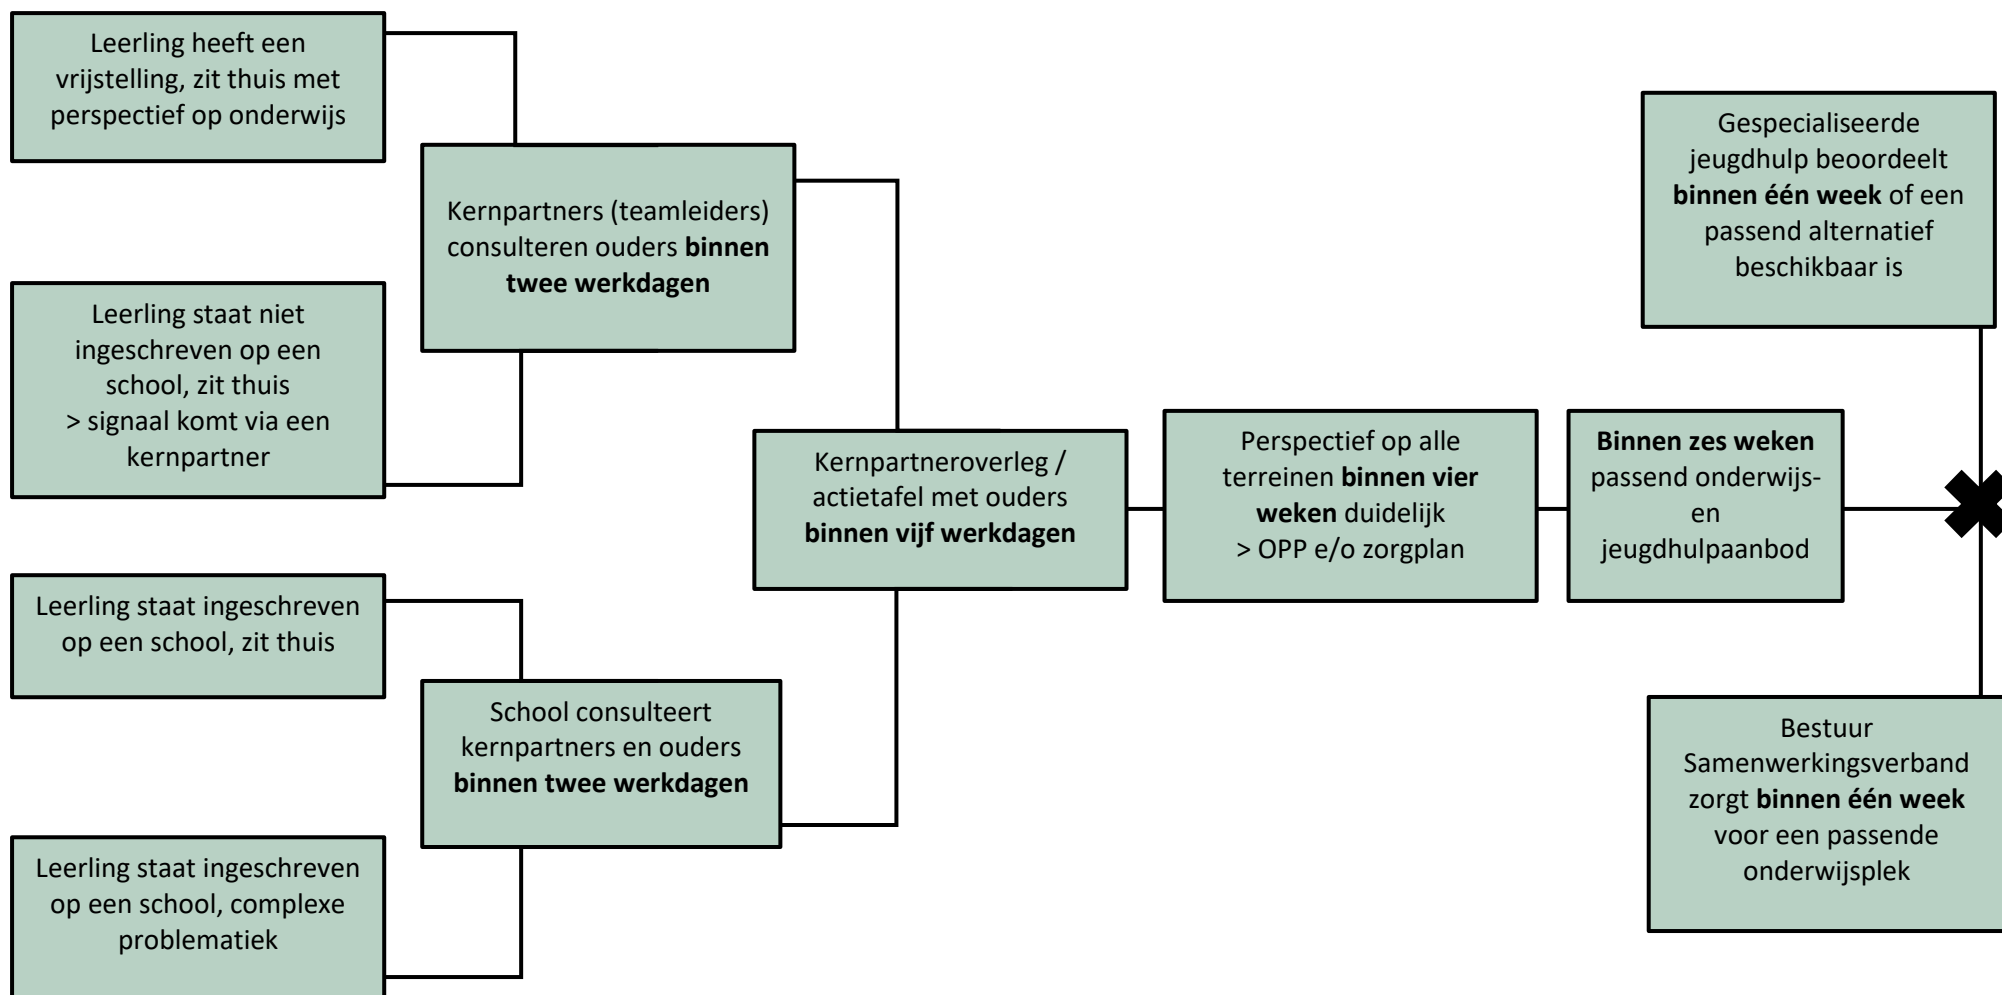 Leerling heeft een
vrijstelling, zit thuis met
perspectief op onderwijs
Leerling staat niet
ingeschreven op een
school, zit thuis
> signaal komt via een
kernpartner
Leerling staat ingeschreven
op een school, zit thuis
Leerling staat ingeschreven
op een school, complexe
problematiek
Kernpartners (teamleiders)
consulteren ouders binnen
twee werkdagen
School consulteert
kernpartners en ouders
binnen twee werkdagen
Kernpartneroverleg /
actietafel met ouders
binnen vijf werkdagen
Perspectief op alle
terreinen binnen vier
weken duidelijk
> OPP e/o zorgplan
Binnen zes weken
passend onderwijs-
en
jeugdhulpaanbod
Gespecialiseerde
jeugdhulp beoordeelt
binnen één week of een
passend alternatief
beschikbaar is
Bestuur
Samenwerkingsverband
zorgt binnen één week
voor een passende
onderwijsplek